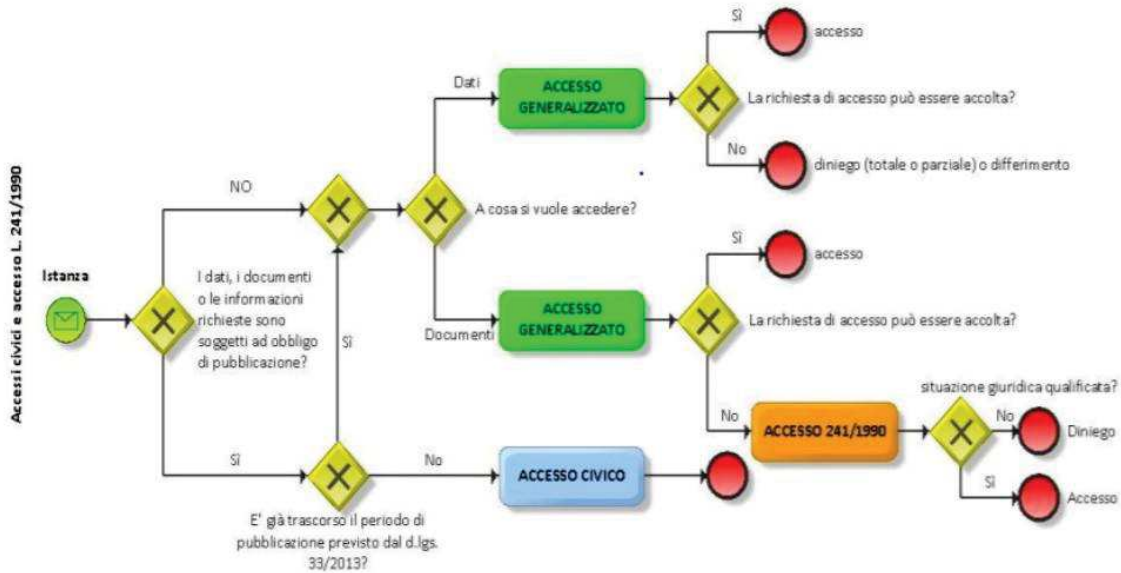 Accessi civici e accesso L. 241/1990
Istanza
I dati, i documenti
o le informazioni
richieste sono
soggetti ad obbligo
di pubblicazione?
NO
Sì
E' già trascorso il periodo di
pubblicazione previsto dal d.lgs.
33/2013?
Sì
No
A cosa si vuole accedere?
Dati
ACCESSO
GENERALIZZATO
La richiesta di accesso può essere accolta?
Sì
accesso
No
diniego (totale o parziale) o differimento
Documenti
ACCESSO
GENERALIZZATO
La richiesta di accesso può essere accolta?
Sì
accesso
No
ACCESSO 241/1990
situazione giuridica qualificata?
No
Diniego
Sì
Accesso
ACCESSO CIVICO